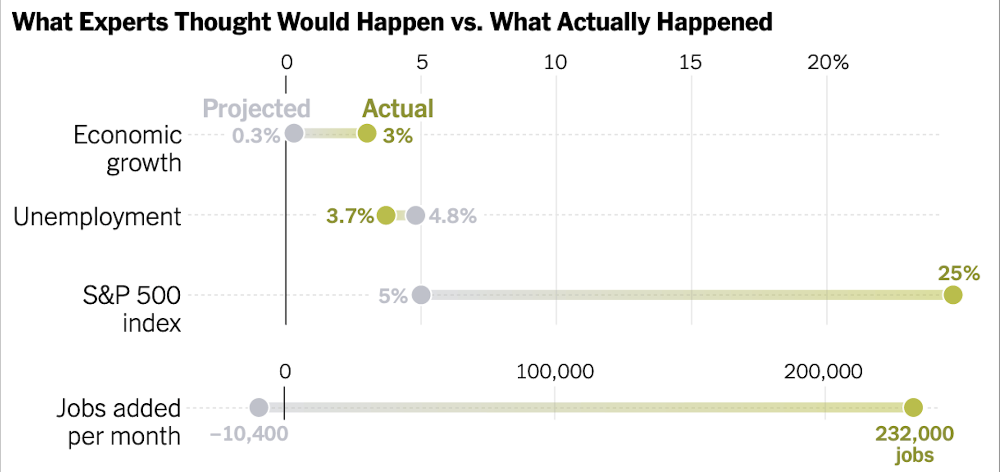 What Experts Thought Would Happen vs. What Actually Happened
0 5 10 15 20%
Projected Actual
Economic growth 0.3% 3%
Unemployment 3.7% 4.8%
25%
S&P 500 index 5%
0 100,000 200,000
Jobs added per month
–10,400 232,000 jobs